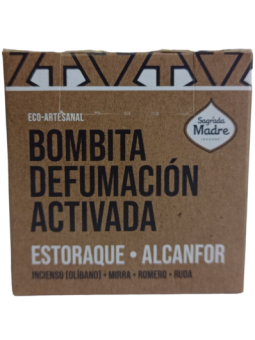 ECO-ARTESANAL
Sagrada
Madre
BOMBITA
DEFUMACIÓN
ACTIVADA
ESTORAQUE • ALCANFOR
INCIENSO (OLÍBANO) • MIRRA • ROMERO • RUDA